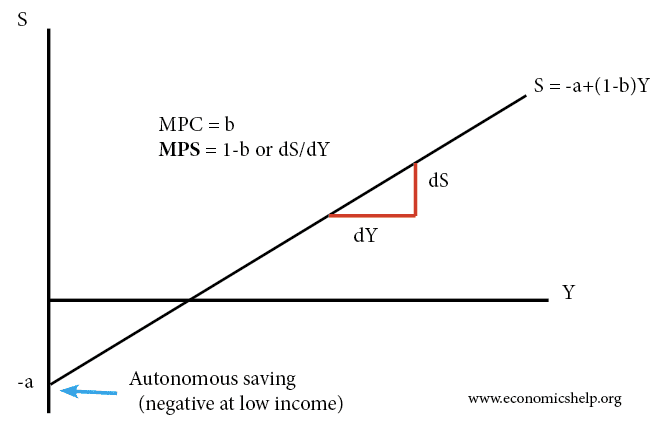 S
S = -a+(1-b)Y
MPC = b
MPS = 1-b or dS/dY
dS
dY
Y
-a
Autonomous saving
(negative at low income)
www.economicshelp.org